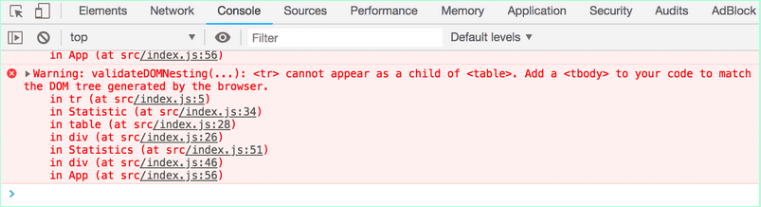 Elements Console Sources Performance Memory Application Security Audits AdBlock
top Filter Default levels ▼
in App (at src/index.js:56)
▶Warning: validateDOMNesting(...): <tr> cannot appear as a child of <table>. Add a <tbody> to your code to match
the DOM tree generated by the browser.
in tr (at src/index.js:5)
in Statistic (at src/index.js:34)
in table (at src/index.js:28)
in div (at src/index.js:26)
in Statistics (at src/index.js:51)
in div (at src/index.js:46)
in App (at src/index.js:56)
>